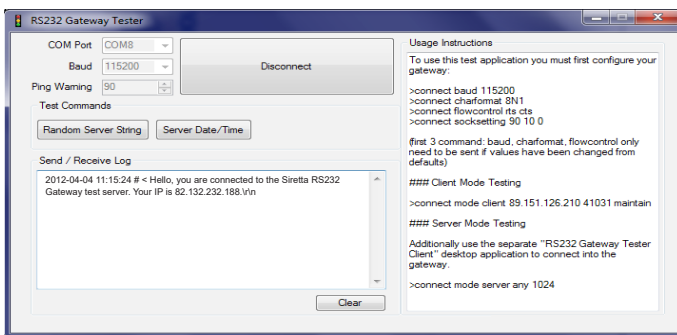 RS232 Gateway Tester
COM Port COM8
Baud 115200
Ping Warning 90
Disconnect
Test Commands
Random Server String Server Date/Time
Send / Receive Log
2012-04-04 11:15:24 # < Hello, you are connected to the Siretta RS232
Gateway test server. Your IP is 82.132.232.188.\r\n
Clear
Usage Instructions
To use this test application you must first configure your
gateway:
>connect baud 115200
>connect charformat 8N1
>connect flowcontrol rts cts
>connect socksetting 90 10 0
(first 3 command: baud, charformat, flowcontrol only
need to be sent if values have been changed from
defaults)
### Client Mode Testing
>connect mode client 89.151.126.210 41031 maintain
### Server Mode Testing
Additionally use the separate "RS232 Gateway Tester
Client" desktop application to connect into the
gateway.
>connect mode server any 1024